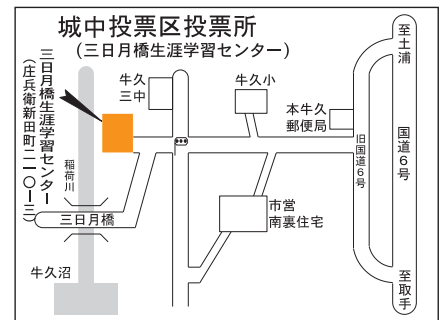 城中投票区投票所
(三日月橋生涯学習センター)
三日月橋生涯学習センター
(庄兵衛新田町二一〇-三)
稲荷川
三日月橋
牛久沼
牛久
三中
牛久小
本牛久
郵便局
市営
南裏住宅
旧国道6号
国道6号
至土浦
至取手